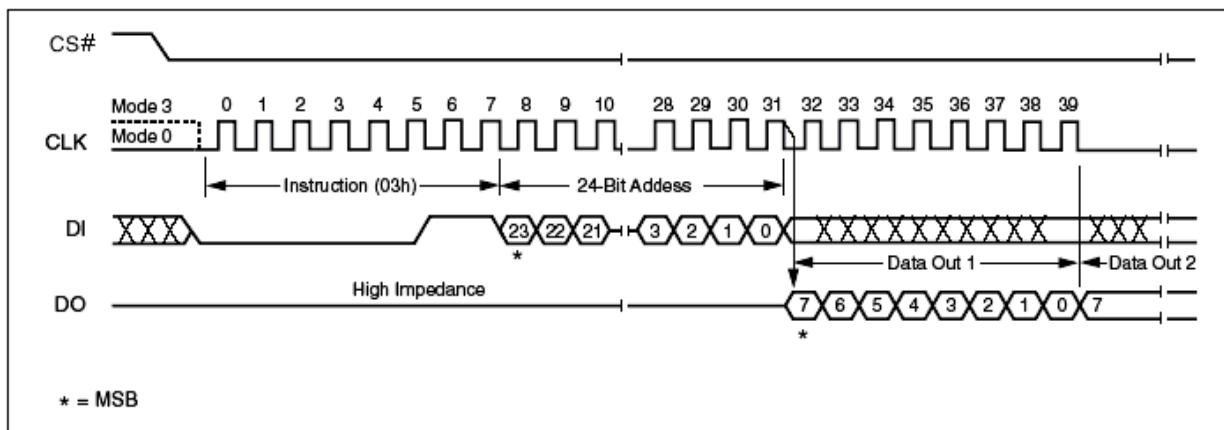 CS#
Mode 3
0 1 2 3 4 5 6 7 8 9 10 28 29 30 31 32 33 34 35 36 37 38 39
Mode 0
CLK
Instruction (03h)
24-Bit Addess
DI
23 22 21 3 2 1 0
*
Data Out 1
Data Out 2
High Impedance
DO
7 6 5 4 3 2 1 0 7
*
* = MSB